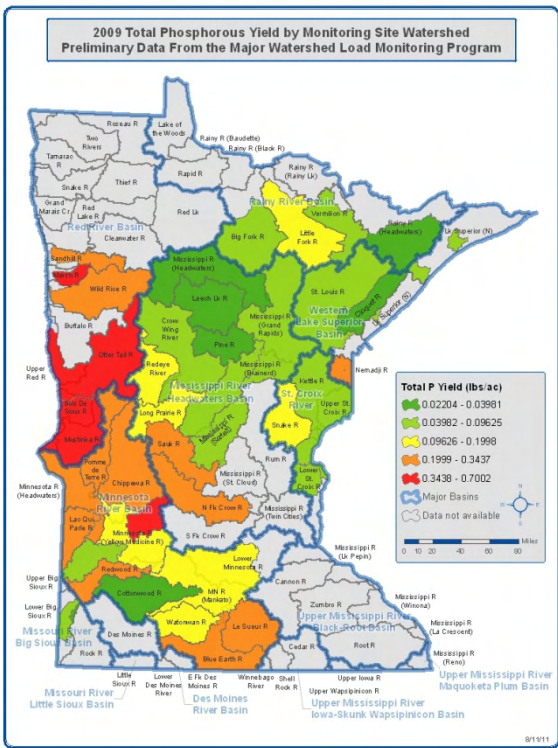 2009 Total Phosphorous Yield by Monitoring Site Watershed
Preliminary Data From the Major Watershed Load Monitoring Program
Roseau R
Lake of
the Woods
Two
Rivers
Rainy R (Baudette)
Rainy R (Black R)
Tamarac
R
Rapid R
Rainy R
(Rainy Lk)
Snake R
Thief R
Grand
Marais Cr
Red
Lake R
Red River Basin
Red Lk
Rainy River Basin
Vermilion R
Clearwater R
Big Fork R
Little
Fork R
Rainy R
(Headwaters)
Lk Superior (N)
Sandhill R
Mississippi R
(Headwaters)
Wild Rice R
Leech Lk R
St. Louis R
Cloquet R
Lk Superior (S)
Western
Lake Superior
Basin
Buffalo R
Crow
Wing
River
Mississippi R
(Grand
Rapids)
Pine R
Upper
Red R
Otter Tail R
Redeye
River
Mississippi R
(Brainerd)
Mississippi River
Headwaters Basin
Nemadji R
Kettle R
St. Croix
River
Upper St.
Croix R
Bois De
Sioux R
Long Prairie R
Mississippi R
(Sartell)
Snake R
Mustinka R
Sauk R
Rum R
Pomme
de
Terre R
Chippewa R
Mississippi R
(St. Cloud)
Lower
St.
Croix R
Minnesota R
(Headwaters)
Minnesota
River Basin
N Fk Crow R
Mississippi R
(Twin Cities)
Lac Qui
Parle R
Minnesota R
(Yellow Medicine R)
S Fk Crow R
Redwood R
Lower
Minnesota R
Mississippi R
(Lk Pepin)
Upper Big
Sioux R
Cottonwood R
MN R
(Mankato)
Cannon R
Lower Big
Sioux R
Zumbro R
Mississippi R
(Winona)
Missouri River
Big Sioux Basin
Watonwan R
Le Sueur R
Upper Mississippi River
Black-Root Basin
Mississippi R
(La Crescent)
Des Moines R
Rock R
Blue Earth R
Cedar R
Root R
Mississippi R
(Reno)
Little
Sioux R
Lower
Des Moines R
E Fk Des
Moines R
Winnebago
River
Shell
Rock R
Upper Iowa R
Upper Wapsipinicon R
Upper Mississippi River
Maquoketa Plum Basin
Missouri River
Little Sioux Basin
Des Moines
River Basin
Upper Mississippi River
Iowa-Skunk Wapsipinicon Basin
Total P Yield (lbs/ac)
0.02204 - 0.03981
0.03982 - 0.09625
0.09626 - 0.1998
0.1999 - 0.3437
0.3438 - 0.7002
Major Basins
Data not available
0 10 20 40 60 80
Miles
8/11/11